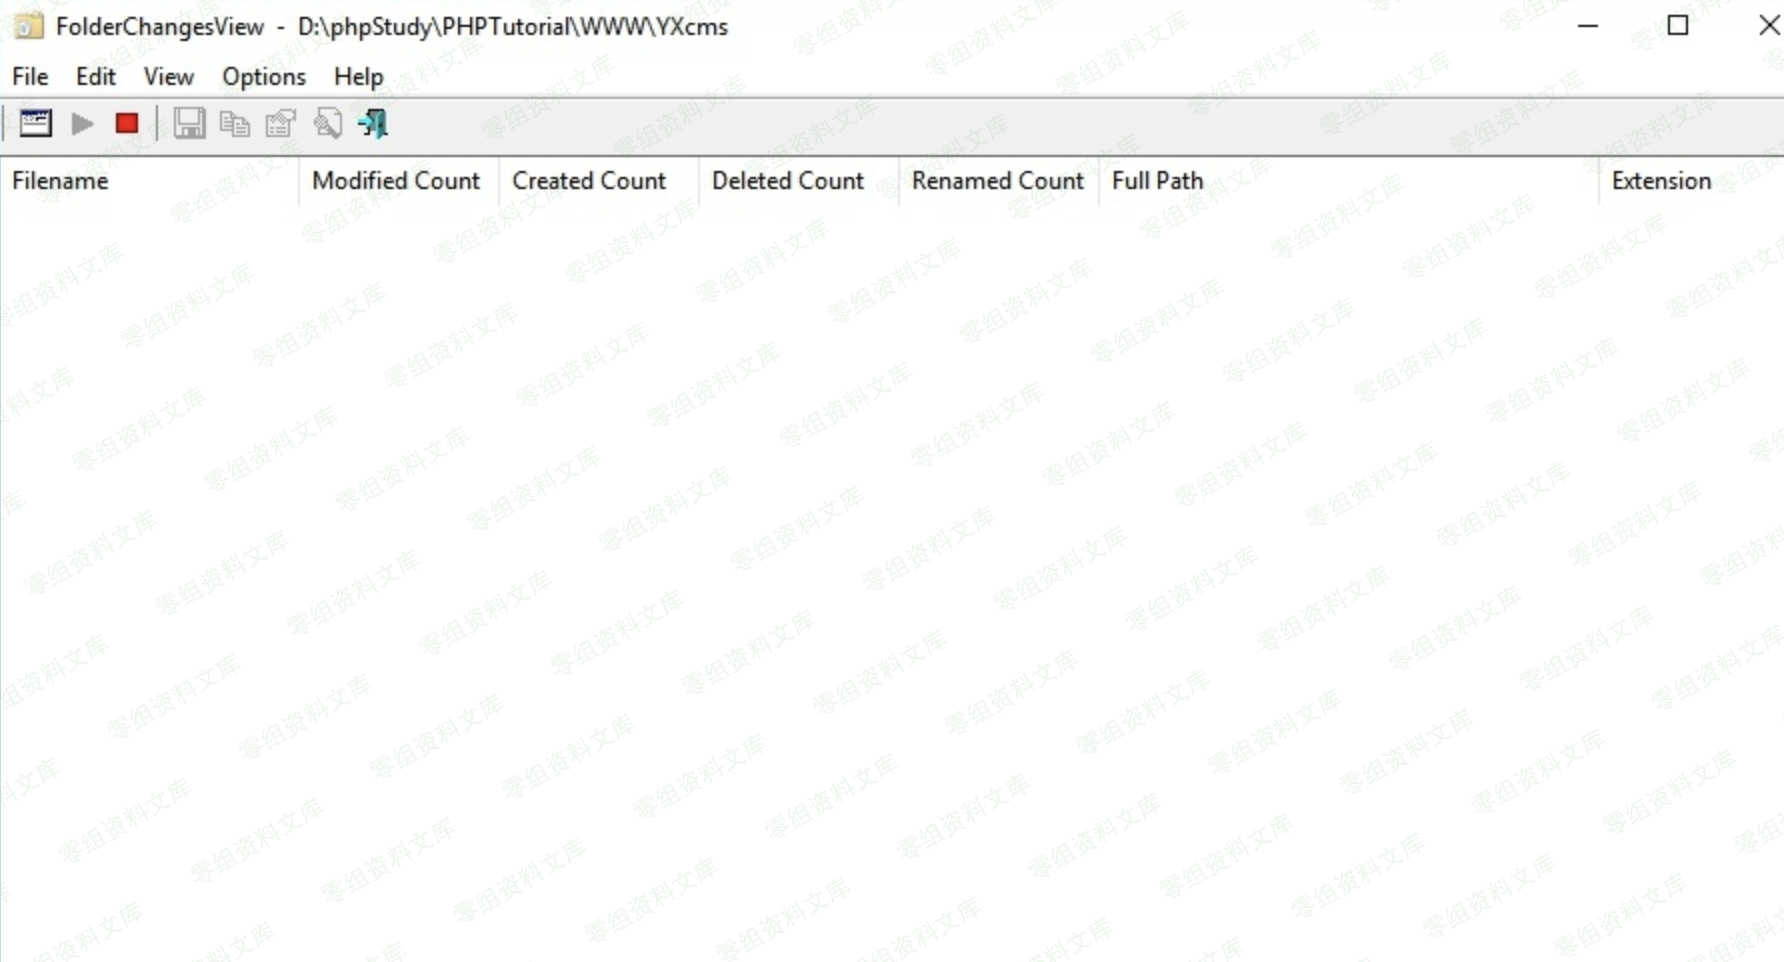 FolderChangesView - D:\phpStudy\PHPTutorial\WWW\YXcms
File Edit View Options Help
Filename Modified Count Created Count Deleted Count Renamed Count Full Path Extension
零组资料文库